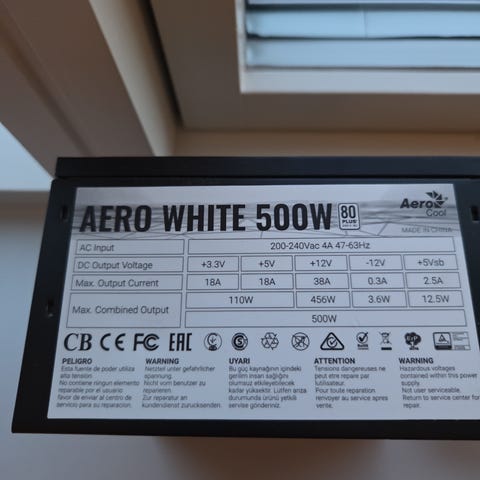 AERO WHITE 500W
80
PLUS
Aero
Cool
MADE IN CHINA
AC Input 200-240Vac 4A 47-63Hz
DC Output Voltage +3.3V +5V +12V -12V +5Vsb
Max. Output Current 18A 18A 38A 0.3A 2.5A
Max. Combined Output 110W 456W 3.6W 12.5W
500W
CB CE FC EAC
PELIGRO
Esta fuente de poder utiliza
alta tensión
No contiene ningun elemento
reparable por el usuario.
favor de enviar al centro
de servicio para su reparacion.
WARNING
Netzteil unter gefahrlicher
spannung.
Nicht vom benutzer zu
reparieren.
Zur reparatur an
kundendienst zurucksenden.
UYARI
Bu güç kaynağının içindeki
gerilim insan sağlığını
olumsuz etkileyebilecek
kadar yüksektir. Lütfen arıza
durumunda ürünü yetkili
servise gönderiniz.
ATTENTION
Tensions dangereuses ne
pas reparer par
l'utilisateur.
Pour toute reparation
renvoyer au service apres
vente.
WARNING
Hazardous voltages
contained within this power
supply.
Not user serviceable.
Return to service center for
repair.